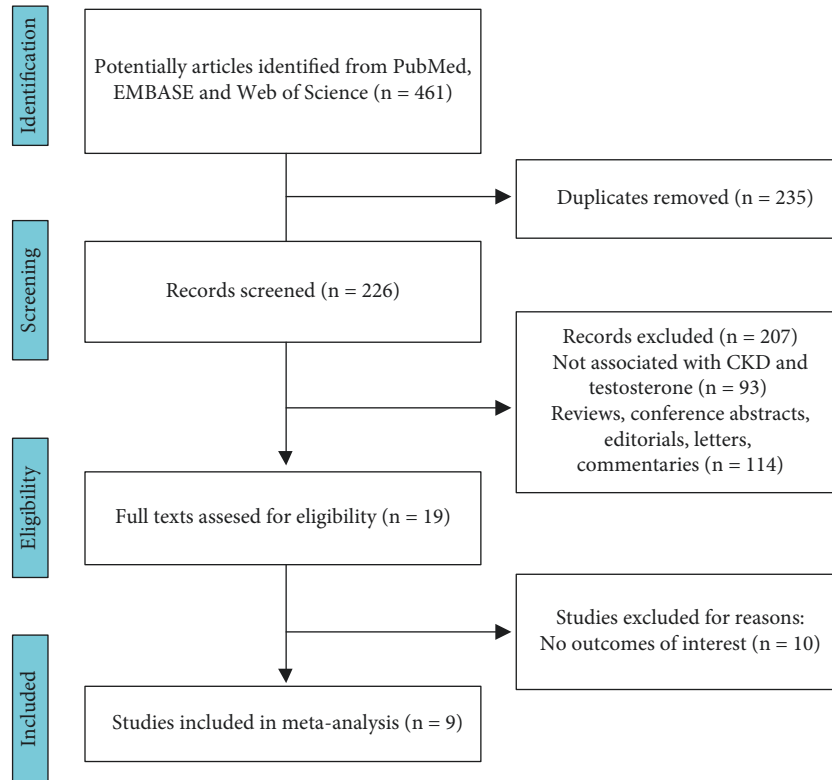 Identification
Potentially articles identified from PubMed,
EMBASE and Web of Science (n = 461)
Duplicates removed (n = 235)
Screening
Records screened (n = 226)
Records excluded (n = 207)
Not associated with CKD and
testosterone (n = 93)
Reviews, conference abstracts,
editorials, letters,
commentaries (n = 114)
Eligibility
Full texts assesed for eligibility (n = 19)
Studies excluded for reasons:
No outcomes of interest (n = 10)
Included
Studies included in meta-analysis (n = 9)